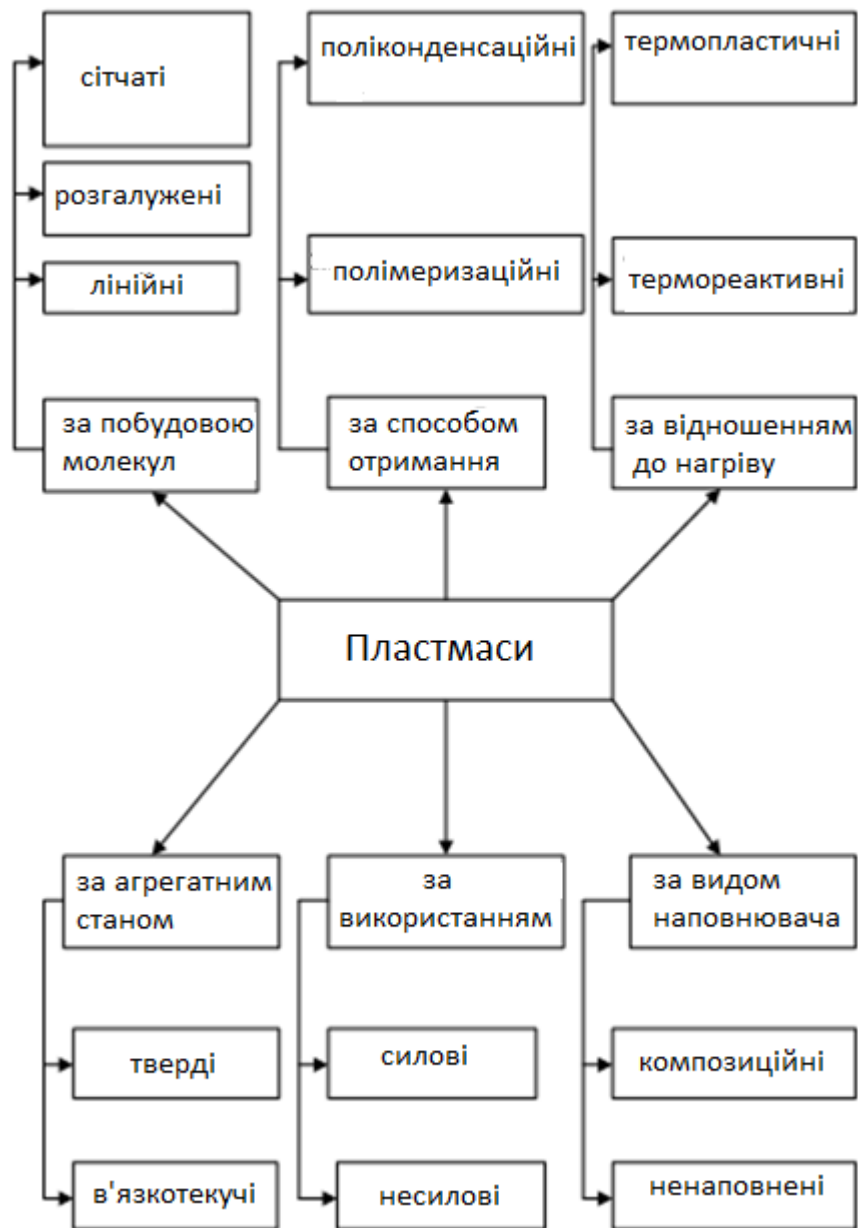 сітчаті
поліконденсаційні
термопластичні
розгалужені
лінійні
полімеризаційні
термореактивні
за побудовою
молекул
за способом
отримання
за відношенням
до нагріву
Пластмаси
за агрегатним
станом
за
використанням
за видом
наповнювача
тверді
силові
композиційні
в'язкотекучі
несилові
ненаповнені